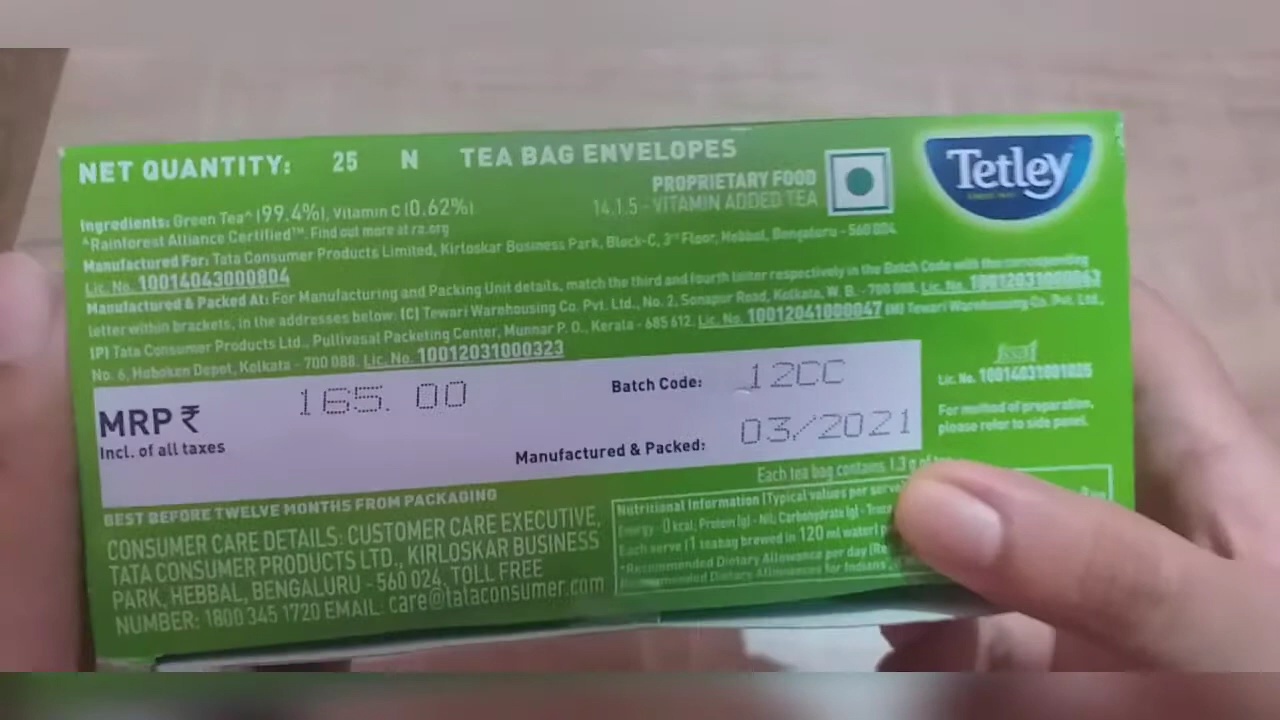 NET QUANTITY: 25 N TEA BAG ENVELOPES
Tetley
PROPRIETARY FOOD
14.1.5 - VITAMIN ADDED TEA
Ingredients: Green Tea^ (99.4%), Vitamin C (0.62%)
^Rainforest Alliance Certified™. Find out more at ra.org
Manufactured For: Tata Consumer Products Limited, Kirloskar Business Park, Block-C, 3rd Floor, Hebbal, Bengaluru - 560 024
Lic. No. 10014043000804
Manufactured & Packed At: For Manufacturing and Packing Unit details, match the third and fourth letter respectively in the Batch Code with the corresponding
letter within brackets, in the addresses below: (C) Tewari Warehousing Co. Pvt. Ltd., No. 2, Sonapur Road, Kolkata, W. B. - 700 088. Lic. No.
(P) Tata Consumer Products Ltd., Pullivasal Packeting Center, Munnar P. O., Kerala - 685 612. Lic. No. 10012041000047 (H) Tewari Warehousing Co. Pvt. Ltd.,
No. 6, Hoboken Depot, Kolkata - 700 088. Lic. No. 10012031000323
fssai
Lic. No. 10014031001025
For method of preparation,
please refer to side panel.
MRP ₹ 165.00
Incl. of all taxes
Batch Code: 12CC
Manufactured & Packed: 03/2021
BEST BEFORE TWELVE MONTHS FROM PACKAGING
CONSUMER CARE DETAILS: CUSTOMER CARE EXECUTIVE,
TATA CONSUMER PRODUCTS LTD., KIRLOSKAR BUSINESS
PARK, HEBBAL, BENGALURU - 560 024. TOLL FREE
NUMBER: 1800 345 1720 EMAIL: care@tataconsumer.com
Each tea bag contains 1.3 g of
Nutritional Information (Typical values per
Energy - 0 kcal, Protein (g) - Nil, Carbohydrate (g) -
Each serve (1 teabag brewed in 120 ml water)
*Recommended Dietary Allowance per day
Dietary Allowances for Indians